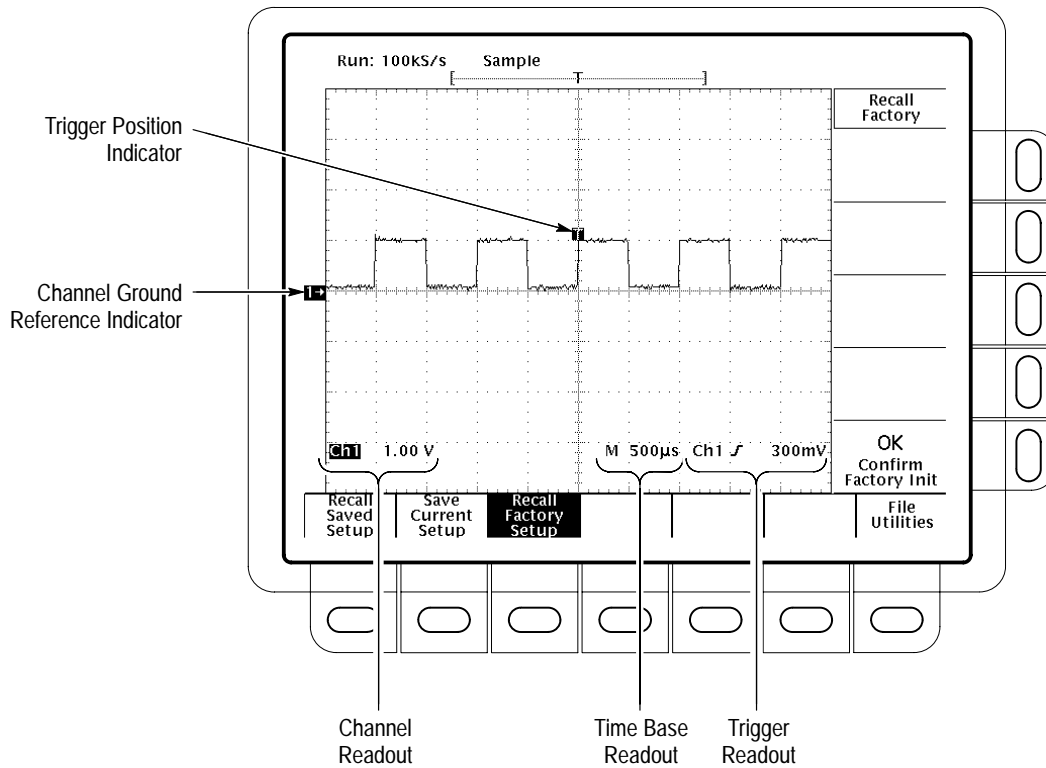 Run: 100kS/s Sample
T
Recall
Factory
Trigger Position
Indicator
T
Channel Ground
Reference Indicator
1→
Ch1 1.00 V M 500µs Ch1 300mV
OK
Confirm
Factory Init
Recall
Saved
Setup
Save
Current
Setup
Recall
Factory
Setup
File
Utilities
Channel
Readout
Time Base
Readout
Trigger
Readout